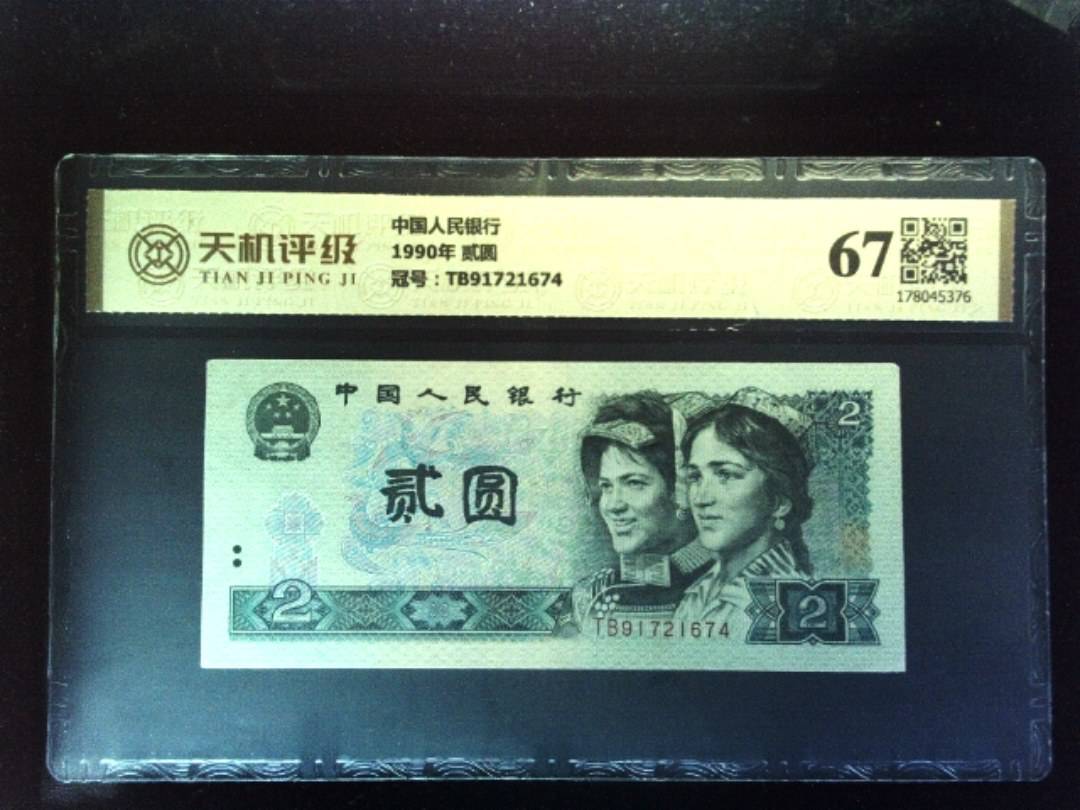 天机评级
TIAN JI PING JI
中国人民银行
1990年 贰圆
冠号：TB91721674
67
178045376
中国人民银行
2
贰圆
2
2
TB91721674